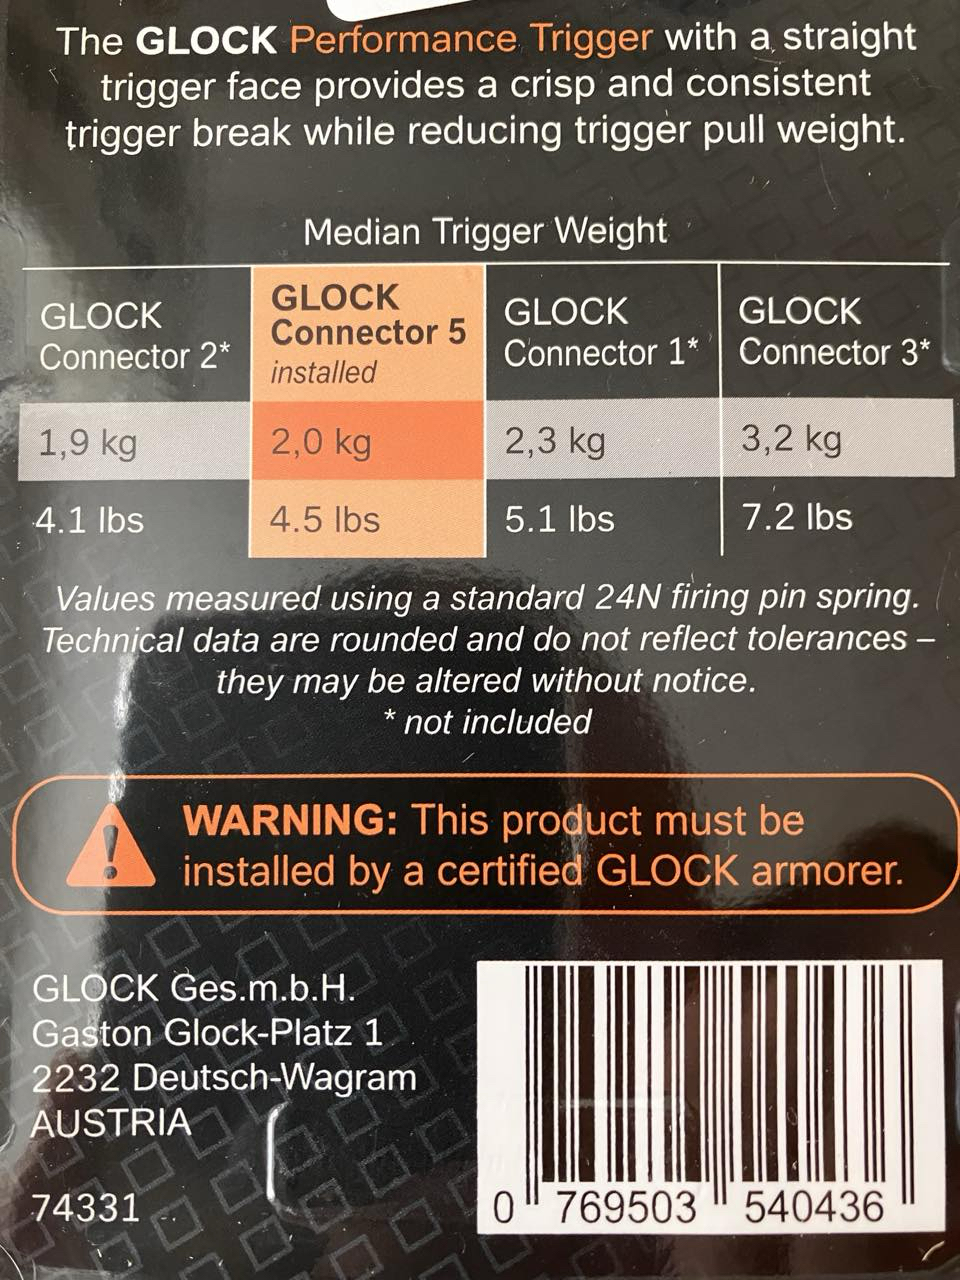 The GLOCK Performance Trigger with a straight
trigger face provides a crisp and consistent
trigger break while reducing trigger pull weight.
Median Trigger Weight
GLOCK
Connector 2*
GLOCK
Connector 5
installed
GLOCK
Connector 1*
GLOCK
Connector 3*
1,9 kg 2,0 kg 2,3 kg 3,2 kg
4.1 lbs 4.5 lbs 5.1 lbs 7.2 lbs
Values measured using a standard 24N firing pin spring.
Technical data are rounded and do not reflect tolerances –
they may be altered without notice.
* not included
WARNING: This product must be
installed by a certified GLOCK armorer.
GLOCK Ges.m.b.H.
Gaston Glock-Platz 1
2232 Deutsch-Wagram
AUSTRIA
74331
0 769503 540436